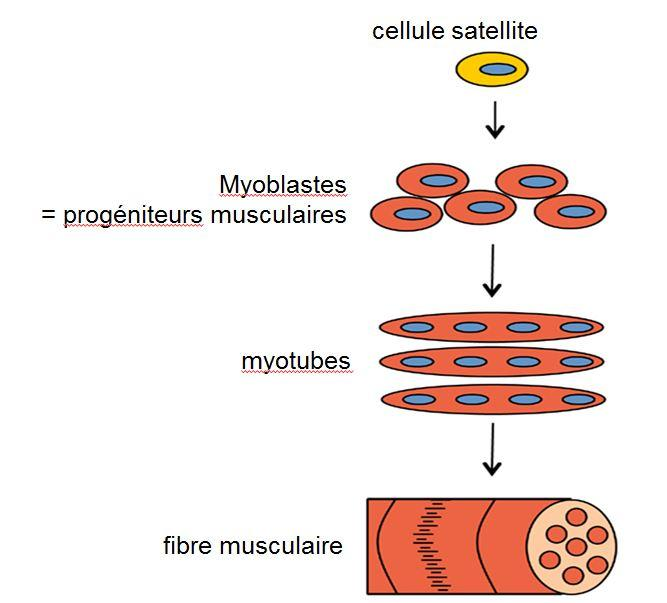 cellule satellite
Myoblastes
= progéniteurs musculaires
myotubes
fibre musculaire